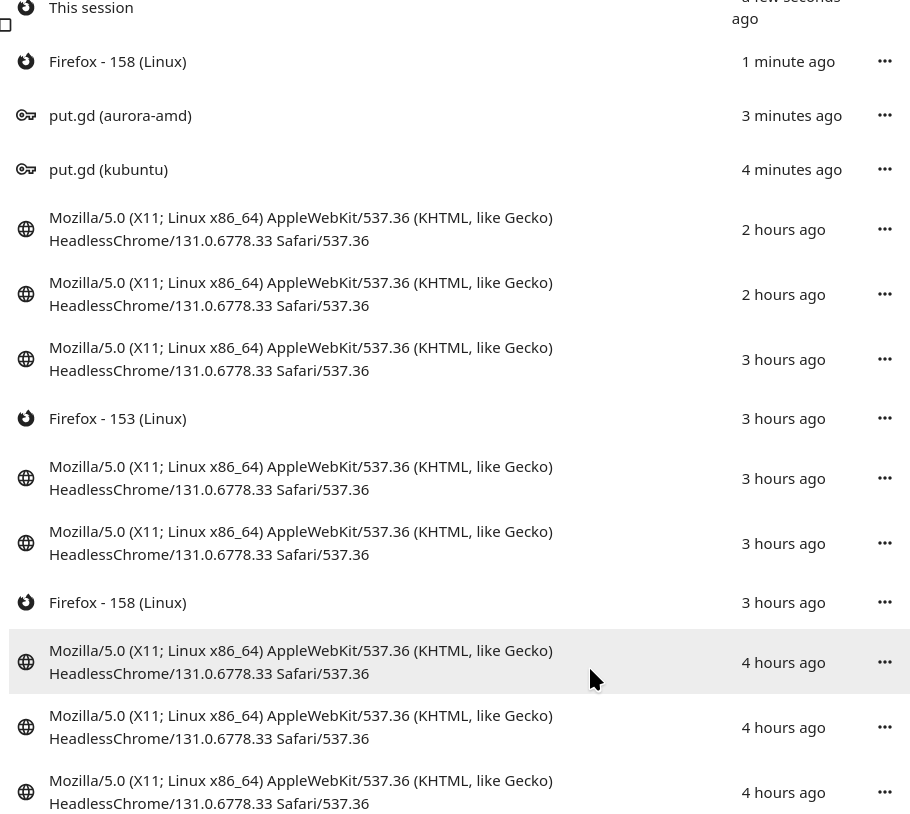 This session
a few seconds
ago
Firefox - 158 (Linux)
1 minute ago
put.gd (aurora-amd)
3 minutes ago
put.gd (kubuntu)
4 minutes ago
Mozilla/5.0 (X11; Linux x86_64) AppleWebKit/537.36 (KHTML, like Gecko)
HeadlessChrome/131.0.6778.33 Safari/537.36
2 hours ago
Mozilla/5.0 (X11; Linux x86_64) AppleWebKit/537.36 (KHTML, like Gecko)
HeadlessChrome/131.0.6778.33 Safari/537.36
2 hours ago
Mozilla/5.0 (X11; Linux x86_64) AppleWebKit/537.36 (KHTML, like Gecko)
HeadlessChrome/131.0.6778.33 Safari/537.36
3 hours ago
Firefox - 153 (Linux)
3 hours ago
Mozilla/5.0 (X11; Linux x86_64) AppleWebKit/537.36 (KHTML, like Gecko)
HeadlessChrome/131.0.6778.33 Safari/537.36
3 hours ago
Mozilla/5.0 (X11; Linux x86_64) AppleWebKit/537.36 (KHTML, like Gecko)
HeadlessChrome/131.0.6778.33 Safari/537.36
3 hours ago
Firefox - 158 (Linux)
3 hours ago
Mozilla/5.0 (X11; Linux x86_64) AppleWebKit/537.36 (KHTML, like Gecko)
HeadlessChrome/131.0.6778.33 Safari/537.36
4 hours ago
Mozilla/5.0 (X11; Linux x86_64) AppleWebKit/537.36 (KHTML, like Gecko)
HeadlessChrome/131.0.6778.33 Safari/537.36
4 hours ago
Mozilla/5.0 (X11; Linux x86_64) AppleWebKit/537.36 (KHTML, like Gecko)
HeadlessChrome/131.0.6778.33 Safari/537.36
4 hours ago